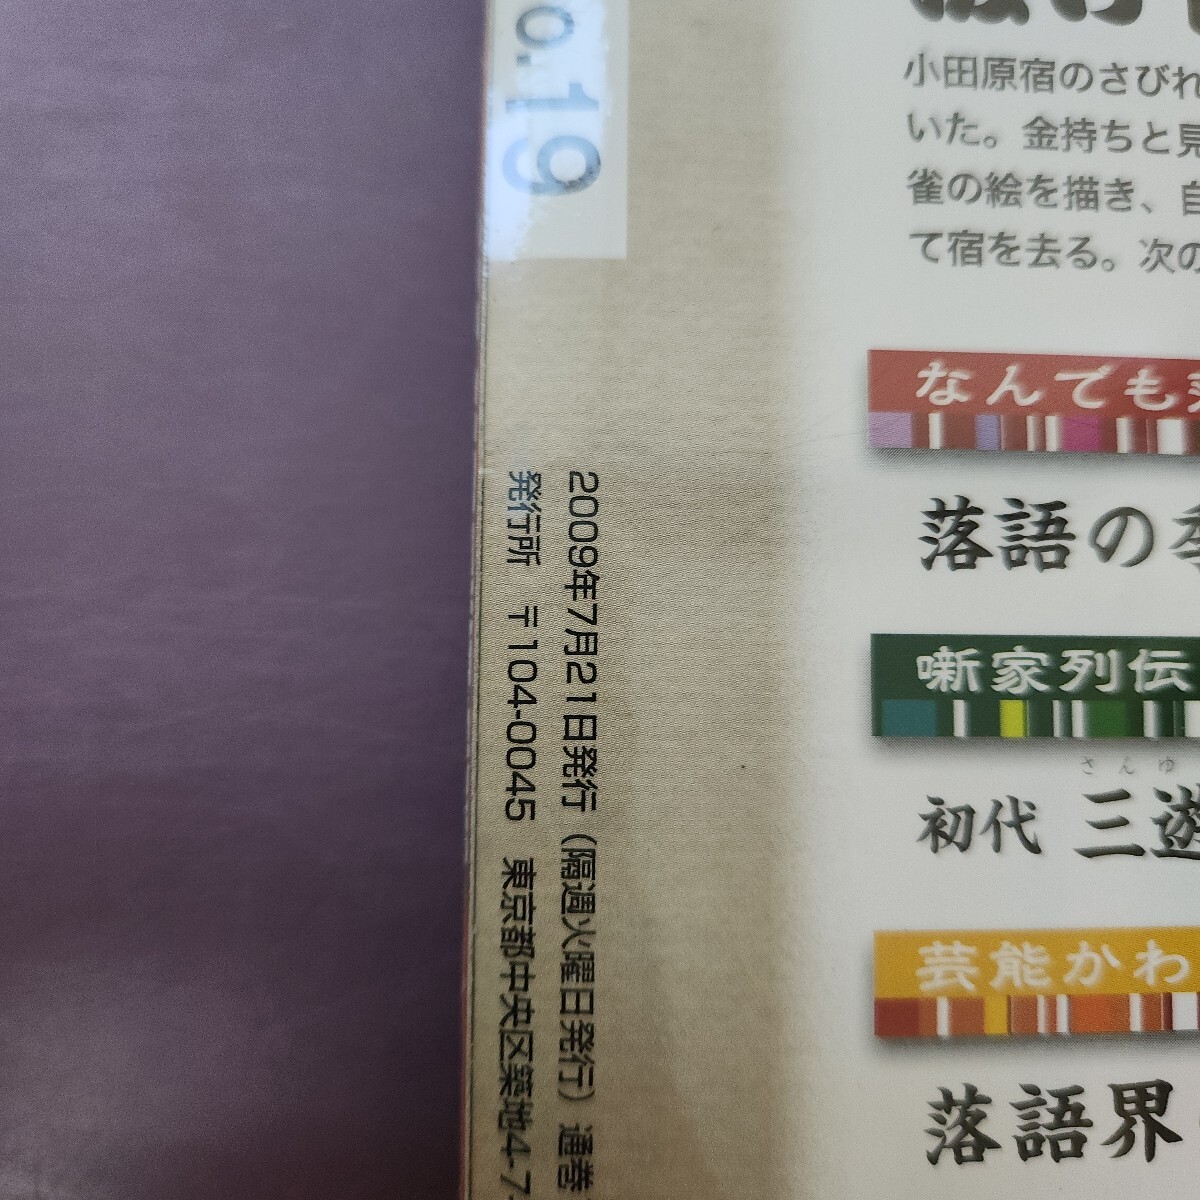 o.19
小田原宿のさびれ
いた。金持ちと見
雀の絵を描き、自
て宿を去る。次の
2009年7月21日発行（隔週火曜日発行）通巻
発行所 〒104-0045 東京都中央区築地4-7
なんでも
落語の季
噺家列伝
さんゆ
初代 三遊
芸能かわ
落語界